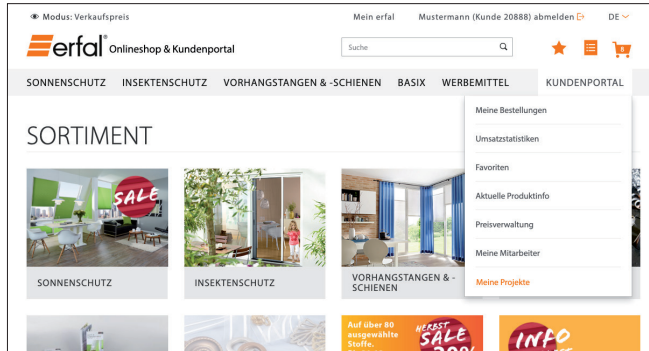 Modus: Verkaufspreis
Mein erfal
Mustermann (Kunde 20888) abmelden
DE
erfal® Onlineshop & Kundenportal
Suche
8
SONNENSCHUTZ INSEKTENSCHUTZ VORHANGSTANGEN & -SCHIENEN BASIX WERBEMITTEL KUNDENPORTAL
Meine Bestellungen
Umsatzstatistiken
Favoriten
Aktuelle Produktinfo
Preisverwaltung
Meine Mitarbeiter
Meine Projekte
SORTIMENT
SALE
SONNENSCHUTZ
INSEKTENSCHUTZ
VORHANGSTANGEN & -
SCHIENEN
Auf über 80
ausgewählte
Stoffe.
HERBST
SALE
INFO